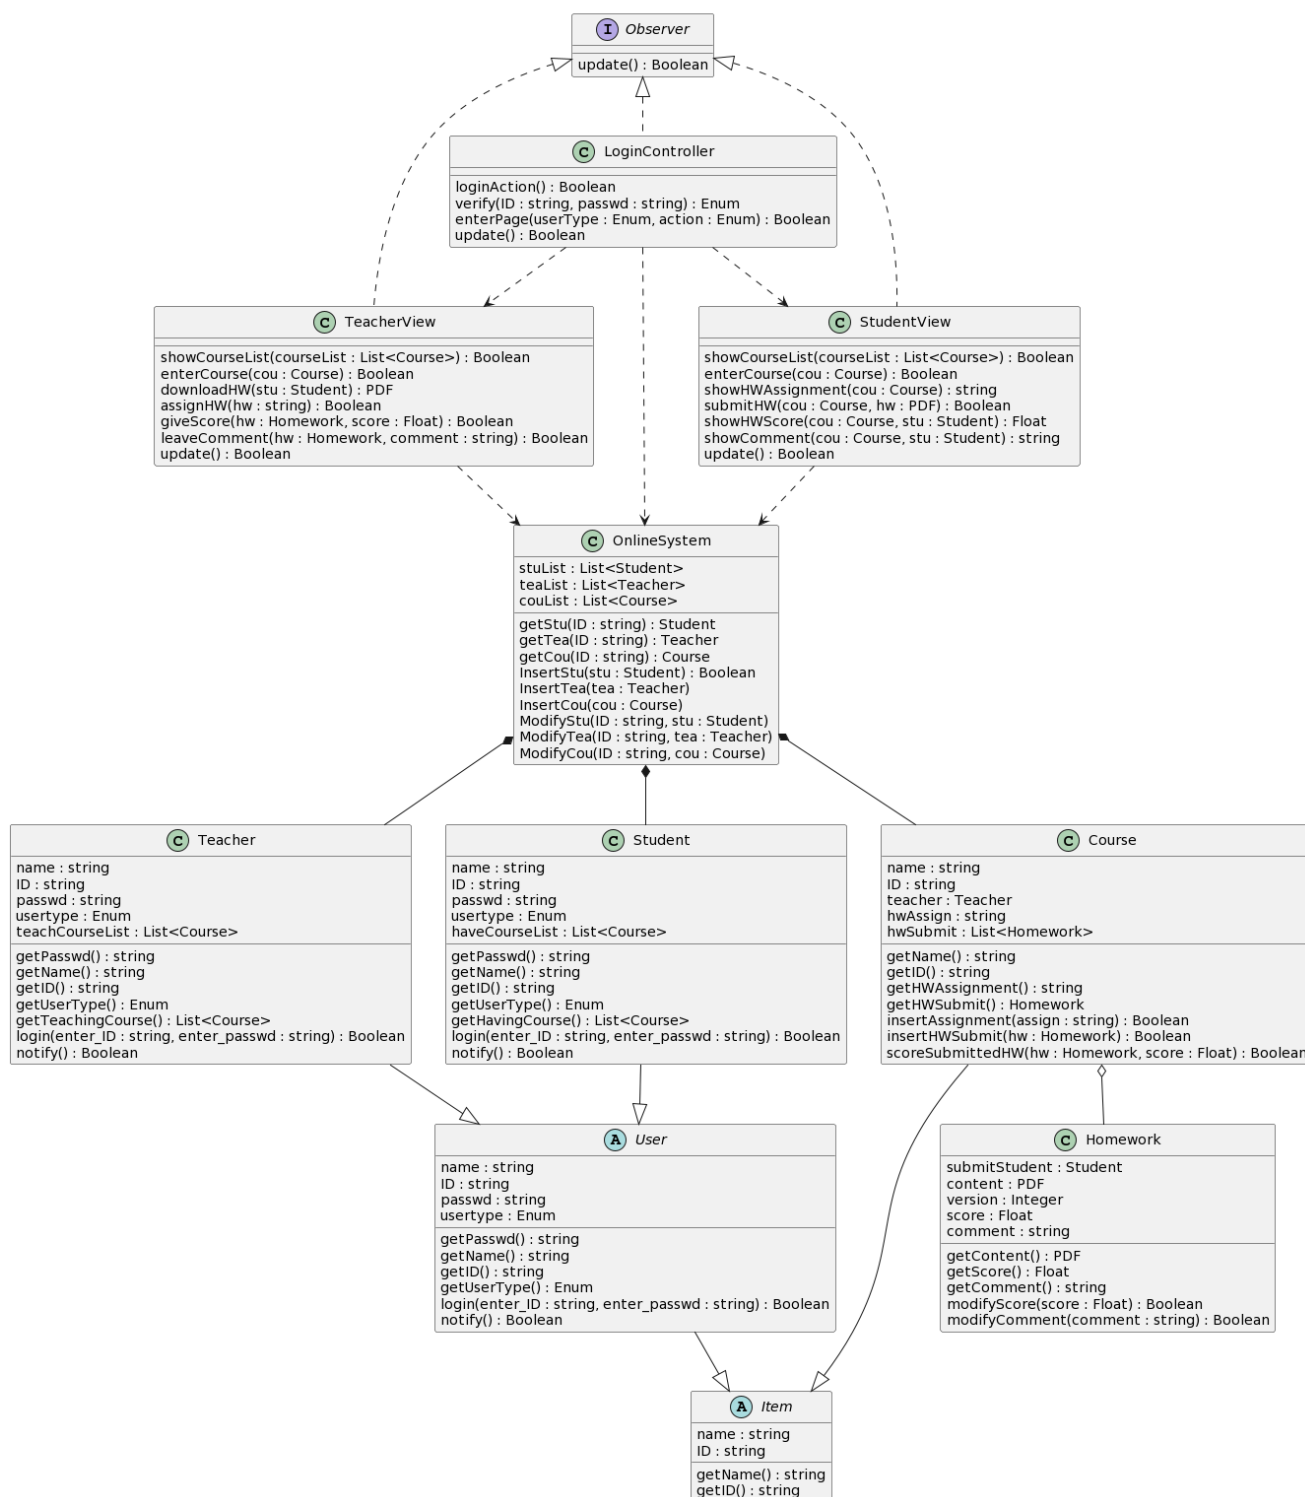 I Observer
update() : Boolean
C LoginController
loginAction() : Boolean
verify(ID : string, passwd : string) : Enum
enterPage(userType : Enum, action : Enum) : Boolean
update() : Boolean
C TeacherView
showCourseList(courseList : List<Course>) : Boolean
enterCourse(cou : Course) : Boolean
downloadHW(stu : Student) : PDF
assignHW(hw : string) : Boolean
giveScore(hw : Homework, score : Float) : Boolean
leaveComment(hw : Homework, comment : string) : Boolean
update() : Boolean
C StudentView
showCourseList(courseList : List<Course>) : Boolean
enterCourse(cou : Course) : Boolean
showHWAssignment(cou : Course) : string
submitHW(cou : Course, hw : PDF) : Boolean
showHWScore(cou : Course, stu : Student) : Float
showComment(cou : Course, stu : Student) : string
update() : Boolean
C OnlineSystem
stuList : List<Student>
teaList : List<Teacher>
couList : List<Course>
getStu(ID : string) : Student
getTea(ID : string) : Teacher
getCou(ID : string) : Course
InsertStu(stu : Student) : Boolean
InsertTea(tea : Teacher)
InsertCou(cou : Course)
ModifyStu(ID : string, stu : Student)
ModifyTea(ID : string, tea : Teacher)
ModifyCou(ID : string, cou : Course)
C Teacher
name : string
ID : string
passwd : string
usertype : Enum
teachCourseList : List<Course>
getPasswd() : string
getName() : string
getID() : string
getUserType() : Enum
getTeachingCourse() : List<Course>
login(enter_ID : string, enter_passwd : string) : Boolean
notify() : Boolean
C Student
name : string
ID : string
passwd : string
usertype : Enum
haveCourseList : List<Course>
getPasswd() : string
getName() : string
getID() : string
getUserType() : Enum
getHavingCourse() : List<Course>
login(enter_ID : string, enter_passwd : string) : Boolean
notify() : Boolean
C Course
name : string
ID : string
teacher : Teacher
hwAssign : string
hwSubmit : List<Homework>
getName() : string
getID() : string
getHWAssignment() : string
getHWSubmit() : Homework
insertAssignment(assign : string) : Boolean
insertHWSubmit(hw : Homework) : Boolean
scoreSubmittedHW(hw : Homework, score : Float) : Boolean
A User
name : string
ID : string
passwd : string
usertype : Enum
getPasswd() : string
getName() : string
getID() : string
getUserType() : Enum
login(enter_ID : string, enter_passwd : string) : Boolean
notify() : Boolean
C Homework
submitStudent : Student
content : PDF
version : Integer
score : Float
comment : string
getContent() : PDF
getScore() : Float
getComment() : string
modifyScore(score : Float) : Boolean
modifyComment(comment : string) : Boolean
A Item
name : string
ID : string
getName() : string
getID() : string